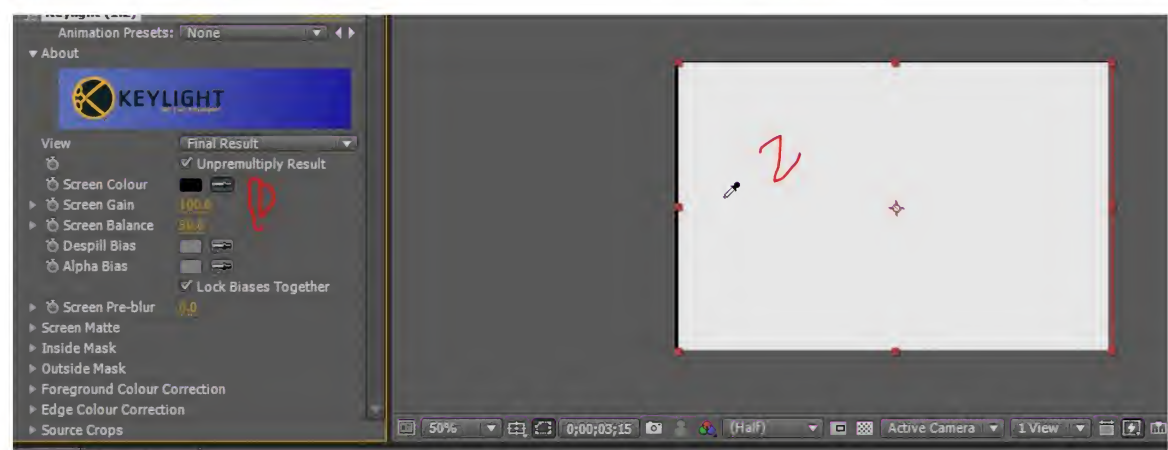 Keylight (1.2)
Animation Presets: None
About
KEYLIGHT
View Final Result
Unpremultiply Result
Screen Colour
Screen Gain 100.0
Screen Balance 50.0
Despill Bias
Alpha Bias
Lock Biases Together
Screen Pre-blur 0.0
Screen Matte
Inside Mask
Outside Mask
Foreground Colour Correction
Edge Colour Correction
Source Crops
2
50% 0;00;03;15 (Half) Active Camera 1 View